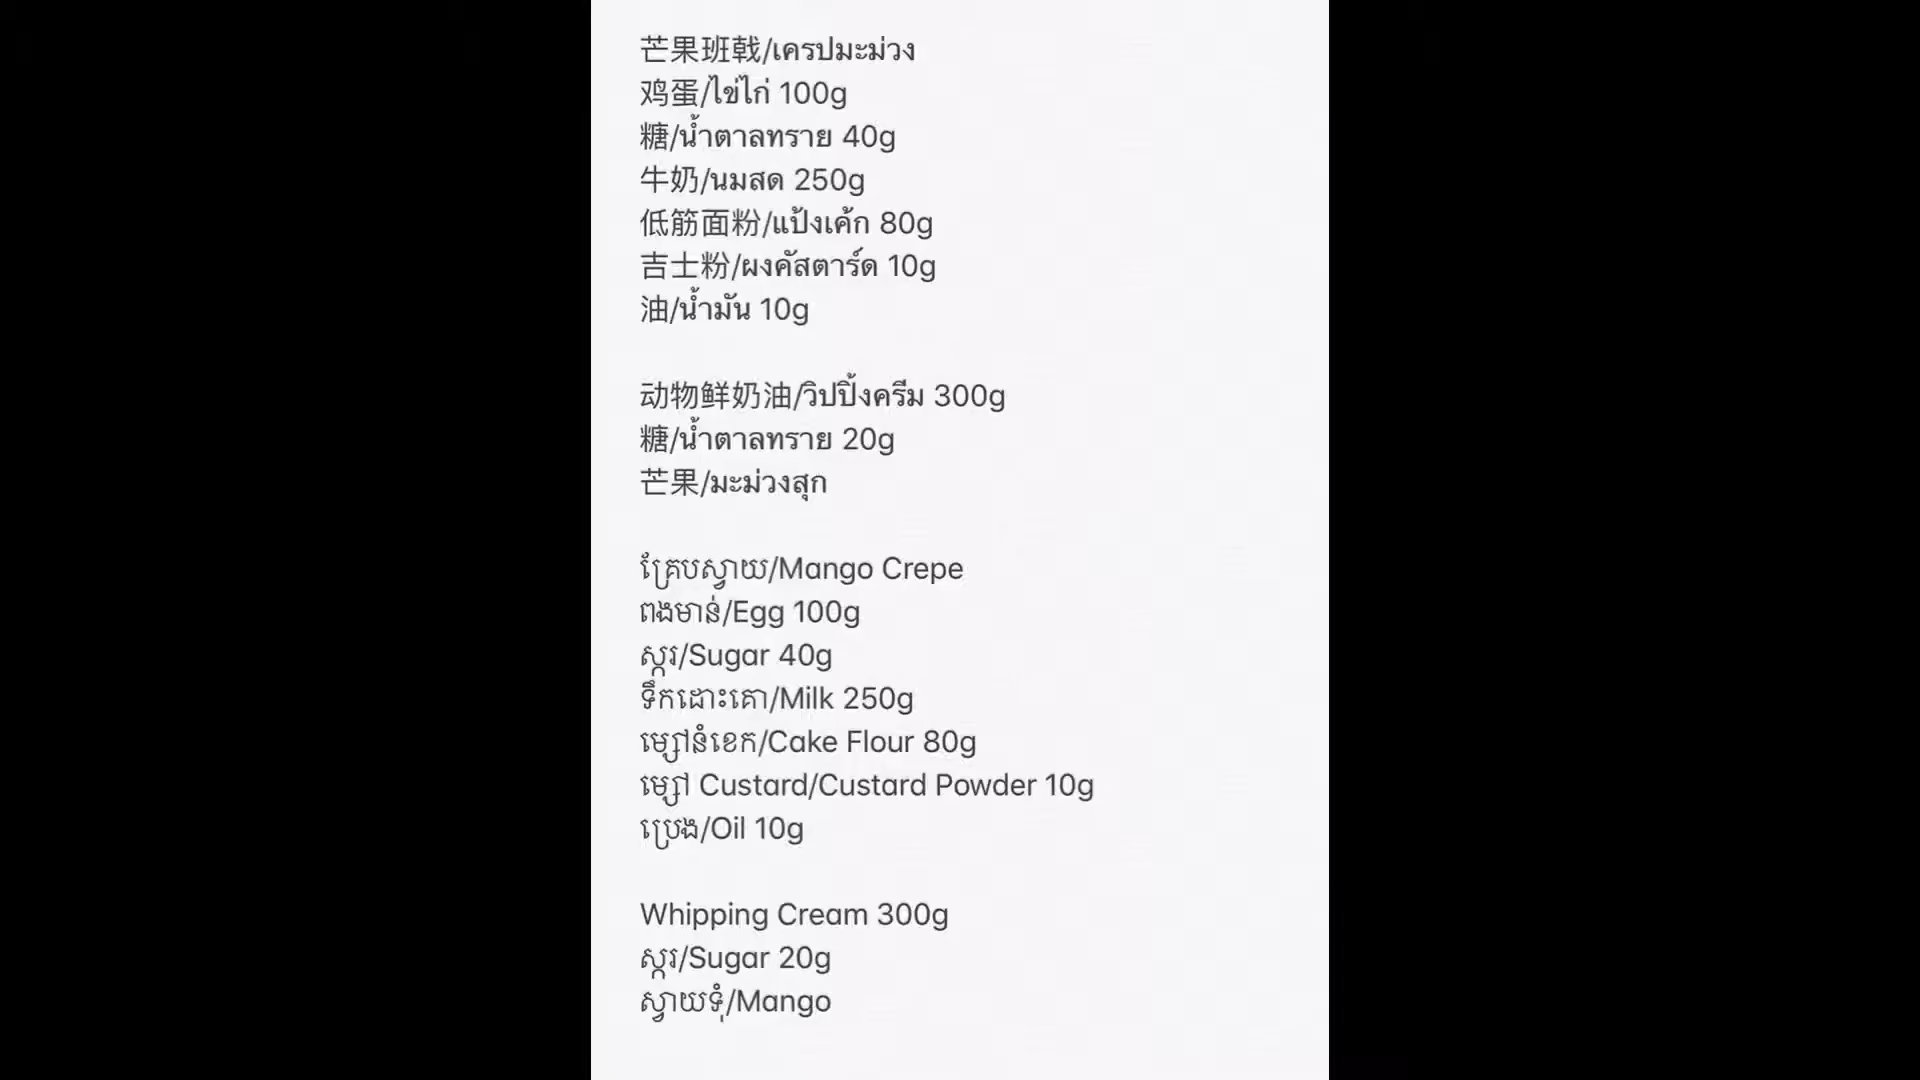 芒果班戟/เครปมะม่วง
鸡蛋/ไข่ไก่ 100g
糖/น้ำตาลทราย 40g
牛奶/นมสด 250g
低筋面粉/แป้งเค้ก 80g
吉士粉/ผงคัสตาร์ด 10g
油/น้ำมัน 10g
动物鲜奶油/วิปปิ้งครีม 300g
糖/น้ำตาลทราย 20g
芒果/มะม่วงสุก
គ្រែបស្វាយ/Mango Crepe
ពងមាន់/Egg 100g
ស្ករ/Sugar 40g
ទឹកដោះគោ/Milk 250g
ម្សៅនំខេក/Cake Flour 80g
ម្សៅ Custard/Custard Powder 10g
ប្រេង/Oil 10g
Whipping Cream 300g
ស្ករ/Sugar 20g
ស្វាយទុំ/Mango